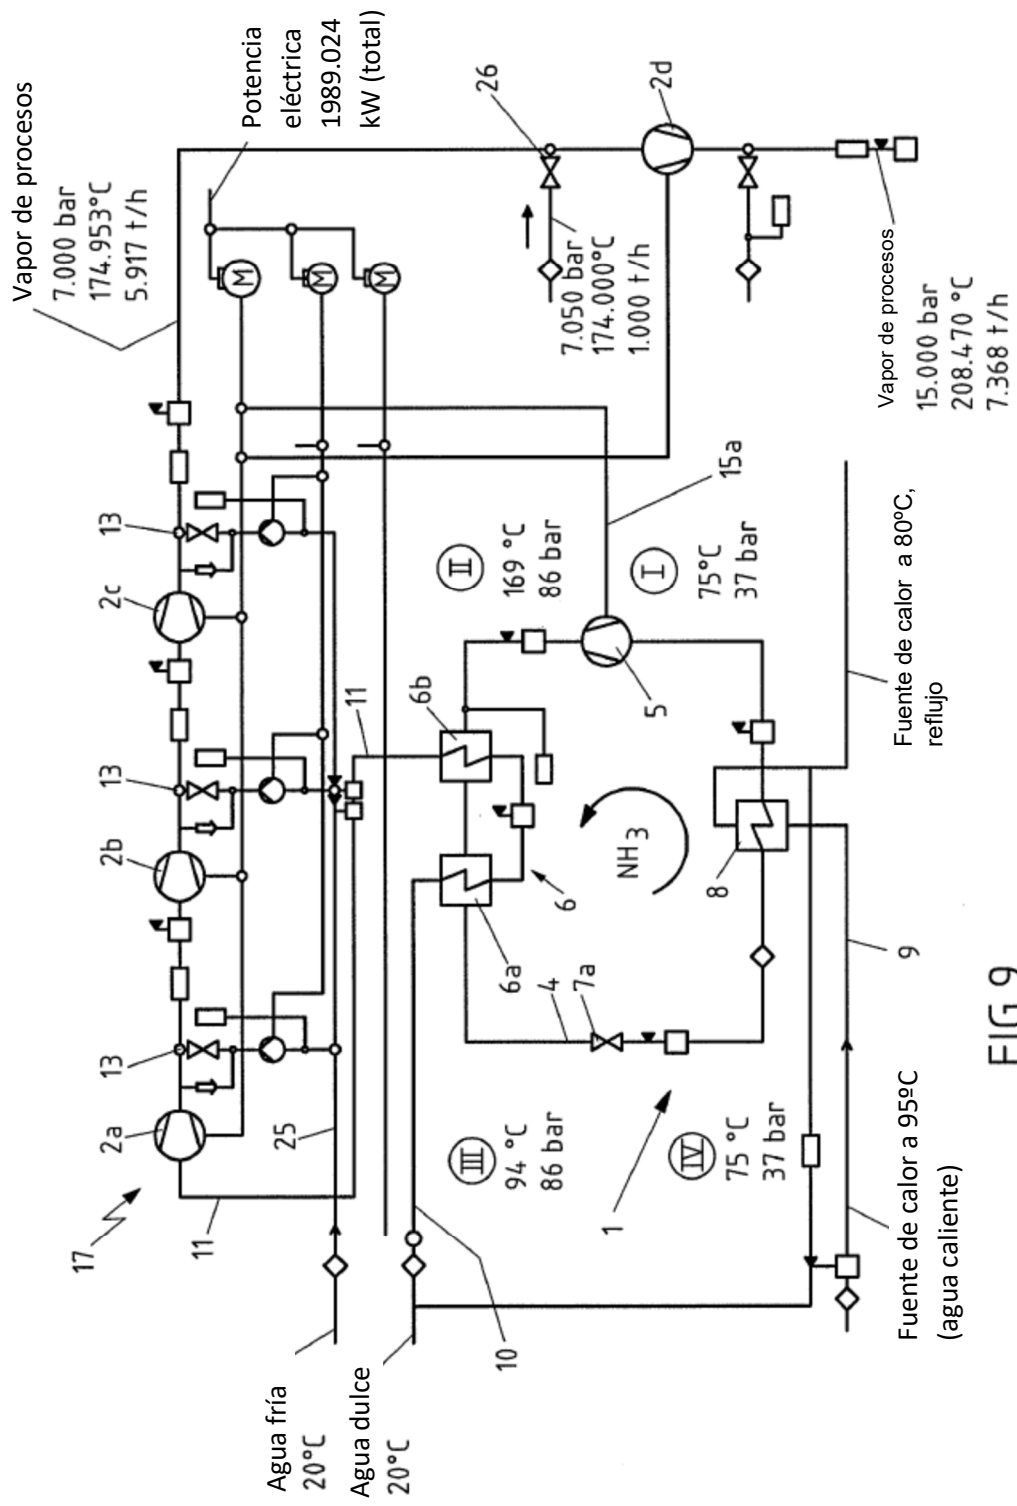 Vapor de procesos
7.000 bar
174.953°C
5.917 t/h
Potencia
eléctrica
1989.024
kW (total)
17
2a
13
2b
13
2c
13
M
M
M
26
2d
11
25
11
7.050 bar
174.000°C
1.000 t/h
Vapor de procesos
15.000 bar
208.470 °C
7.368 t/h
Agua fría
20°C
Agua dulce
20°C
10
III
94 °C
86 bar
6a
6
6b
II
169 °C
86 bar
15a
4
7a
NH3
5
I
75°C
37 bar
1
IV
75 °C
37 bar
8
9
Fuente de calor a 95ºC
(agua caliente)
Fuente de calor a 80ºC,
reflujo
FIG 9